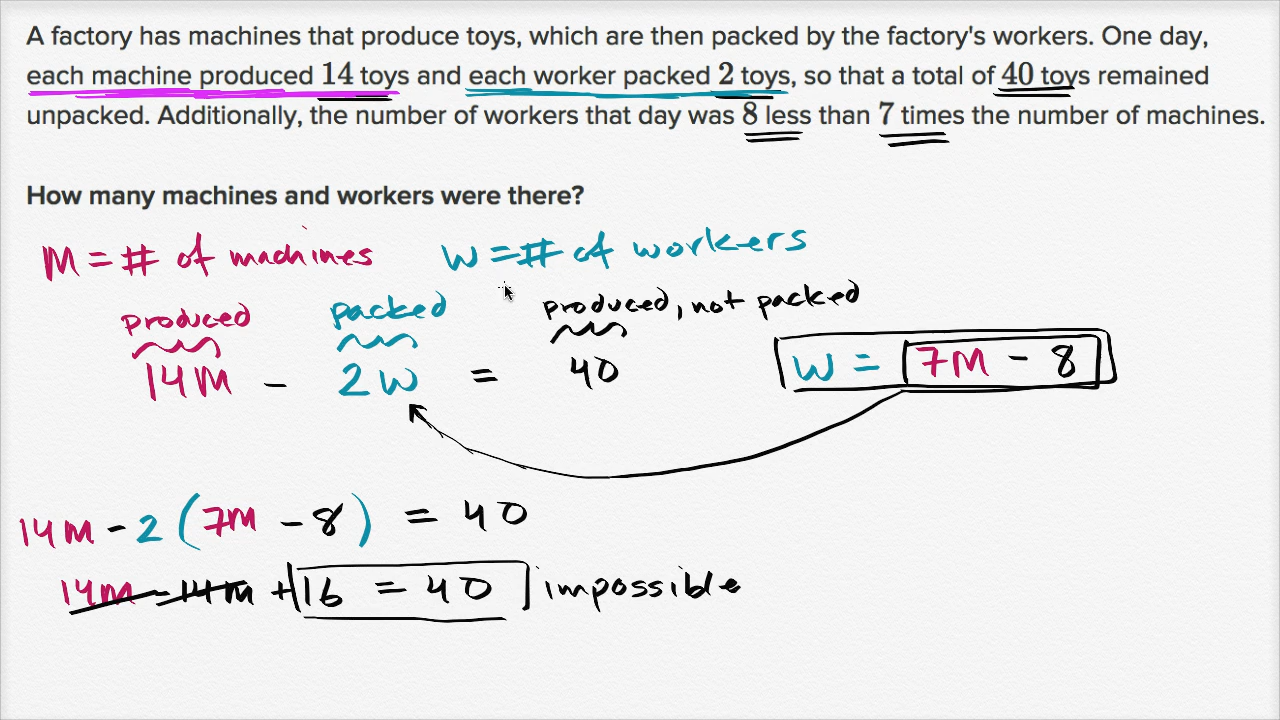 A factory has machines that produce toys, which are then packed by the factory's workers. One day,
each machine produced 14 toys and each worker packed 2 toys, so that a total of 40 toys remained
unpacked. Additionally, the number of workers that day was 8 less than 7 times the number of machines.
How many machines and workers were there?
M = # of machines W = # of workers
produced packed produced, not packed
14M - 2W = 40 W = 7M - 8
14M - 2 (7M - 8) = 40
14M - 14M + 16 = 40 impossible